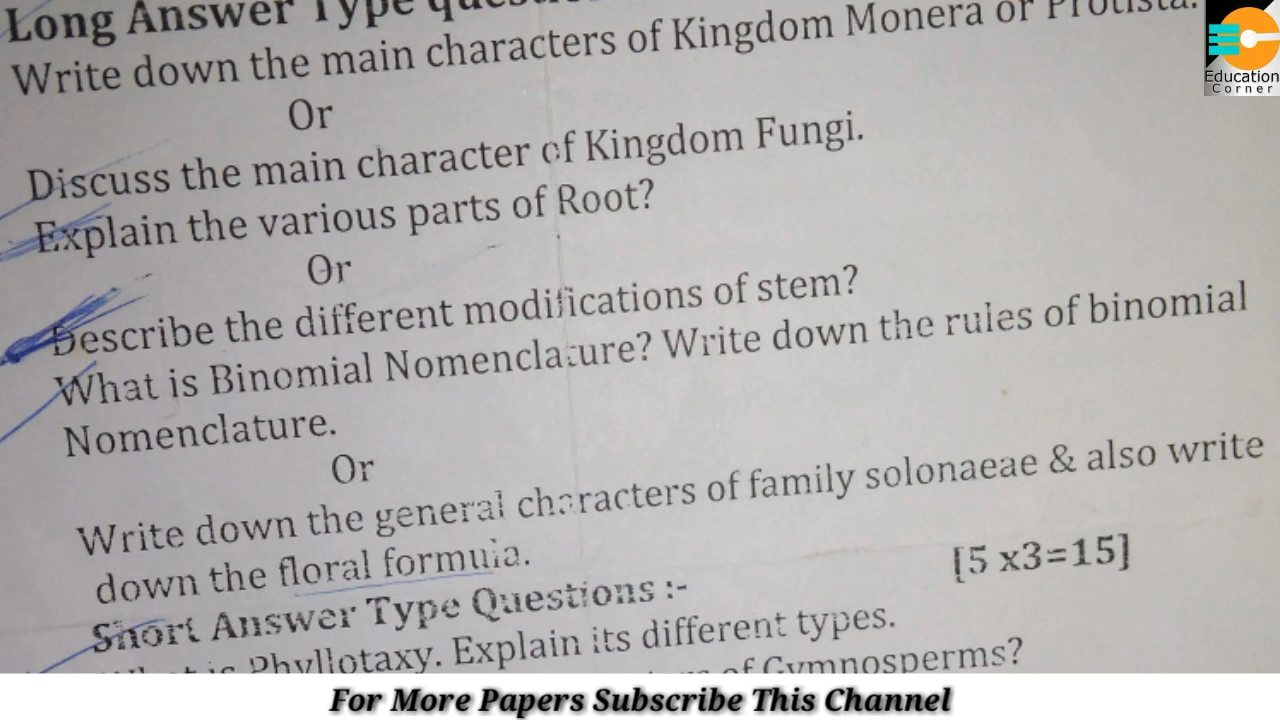 Long Answer Type
Write down the main characters of Kingdom Monera or Protista.
Or
Discuss the main character of Kingdom Fungi.
Explain the various parts of Root?
Or
Describe the different modifications of stem?
What is Binomial Nomenclature? Write down the rules of binomial
Nomenclature.
Or
Write down the general characters of family solonaeae & also write
down the floral formula.
[5 x3=15]
Short Answer Type Questions :-
is Phyllotaxy. Explain its different types.
of Gymnosperms?
Education
Corner
For More Papers Subscribe This Channel